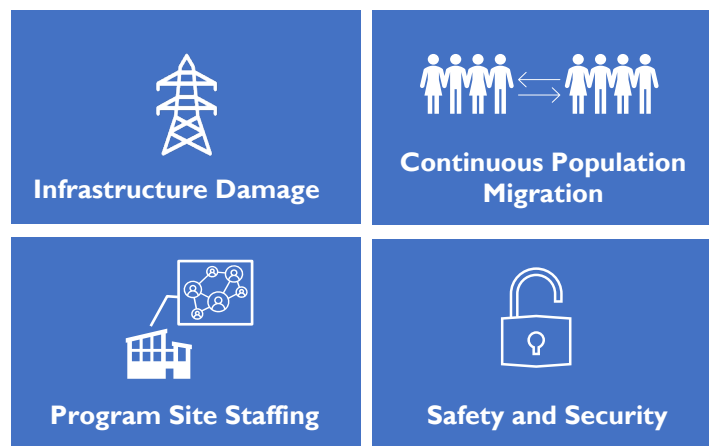 Infrastructure Damage
Continuous Population
Migration
Program Site Staffing
Safety and Security